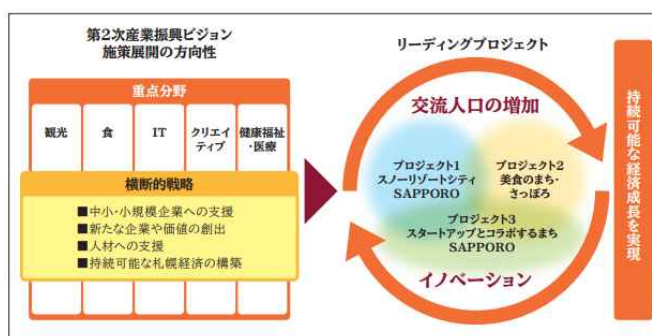 第2次産業振興ビジョン
施策展開の方向性
重点分野
観光
食
IT
クリエイ
ティブ
健康福祉
・医療
横断的戦略
■中小・小規模企業への支援
■新たな企業や価値の創出
■人材への支援
■持続可能な札幌経済の構築
リーディングプロジェクト
交流人口の増加
プロジェクト1
スノーリゾートシティ
SAPPORO
プロジェクト2
美食のまち・
さっぽろ
プロジェクト3
スタートアップとコラボするまち
SAPPORO
イノベーション
持続可能な経済成長を実現